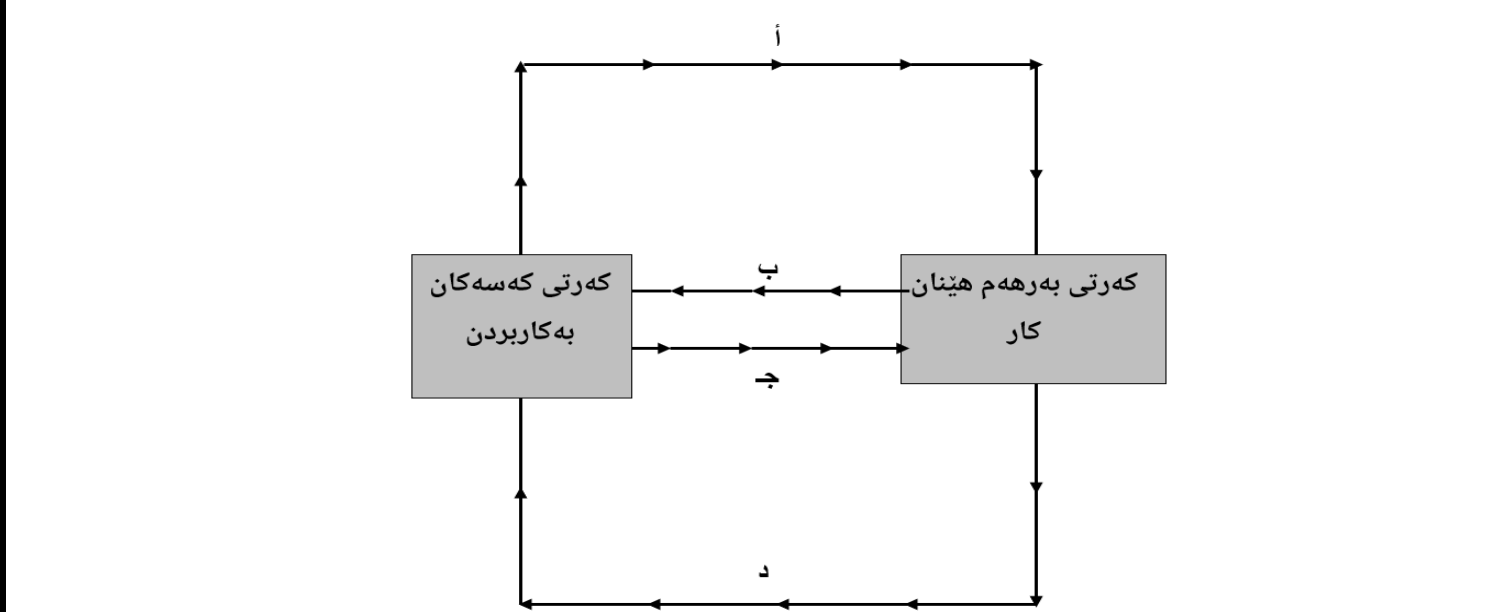 أ
ب
کەرتی بەرهەم هێنان
کار
کەرتی کەسەکان
بەکاربردن
جـ
د